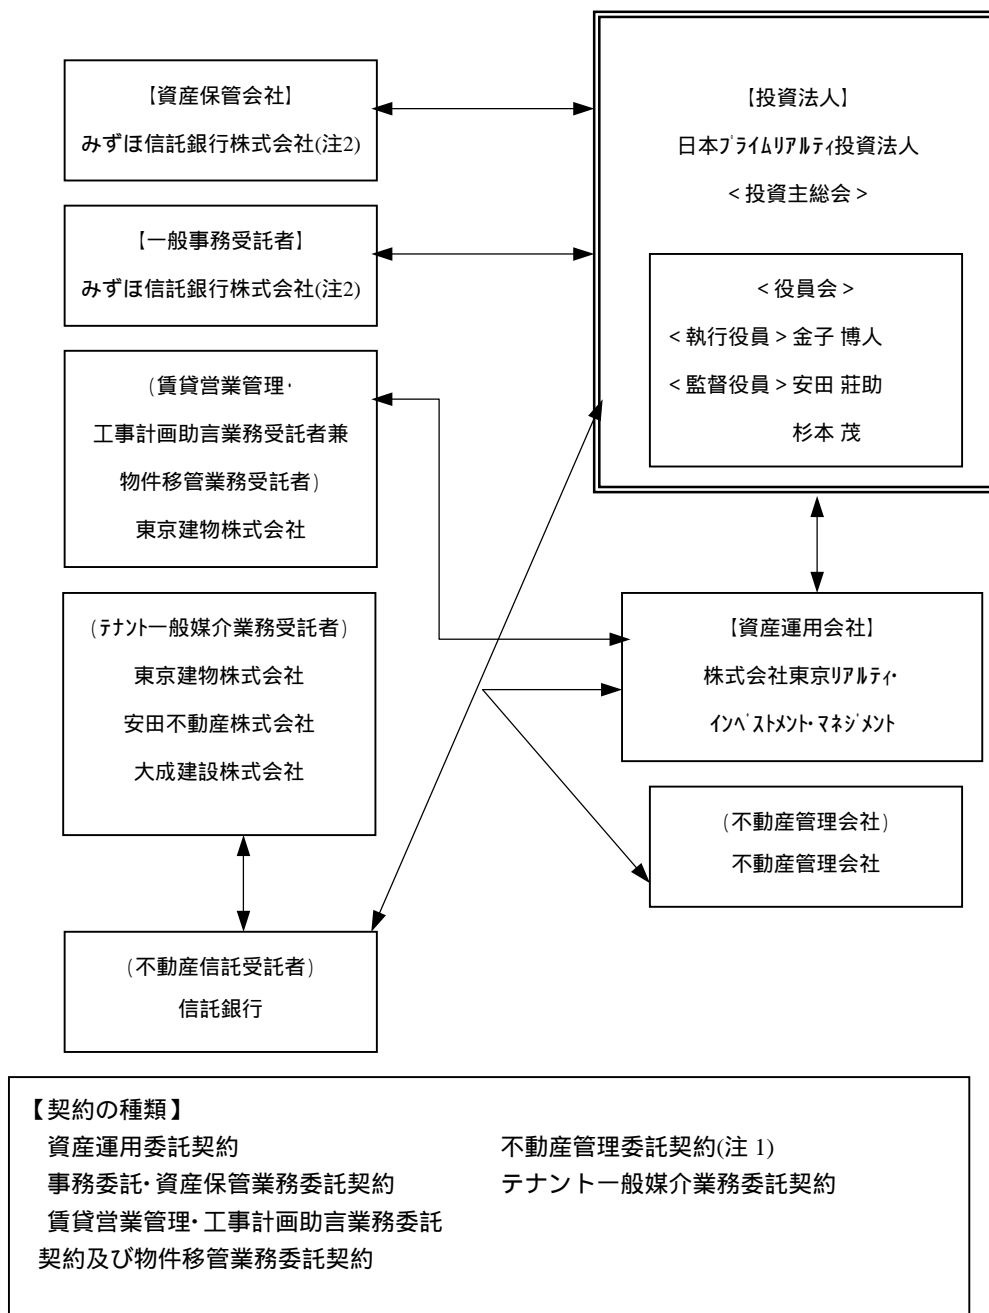 【資産保管会社】
みずほ信託銀行株式会社(注2)
【一般事務受託者】
みずほ信託銀行株式会社(注2)
(賃貸営業管理・
工事計画助言業務受託者兼
物件移管業務受託者)
東京建物株式会社
(ﾃﾅﾝﾄ一般媒介業務受託者)
東京建物株式会社
安田不動産株式会社
大成建設株式会社
(不動産信託受託者)
信託銀行
【投資法人】
日本ﾌﾟﾗｲﾑﾘｱﾙﾃｨ投資法人
<投資主総会>
<役員会>
<執行役員>金子 博人
<監督役員>安田 莊助
杉本 茂
【資産運用会社】
株式会社東京ﾘｱﾙﾃｨ・
ｲﾝﾍﾞｽﾄﾒﾝﾄ・ﾏﾈｼﾞﾒﾝﾄ
(不動産管理会社)
不動産管理会社
【契約の種類】
資産運用委託契約
事務委託・資産保管業務委託契約
賃貸営業管理・工事計画助言業務委託
契約及び物件移管業務委託契約
不動産管理委託契約(注 1)
テナント一般媒介業務委託契約